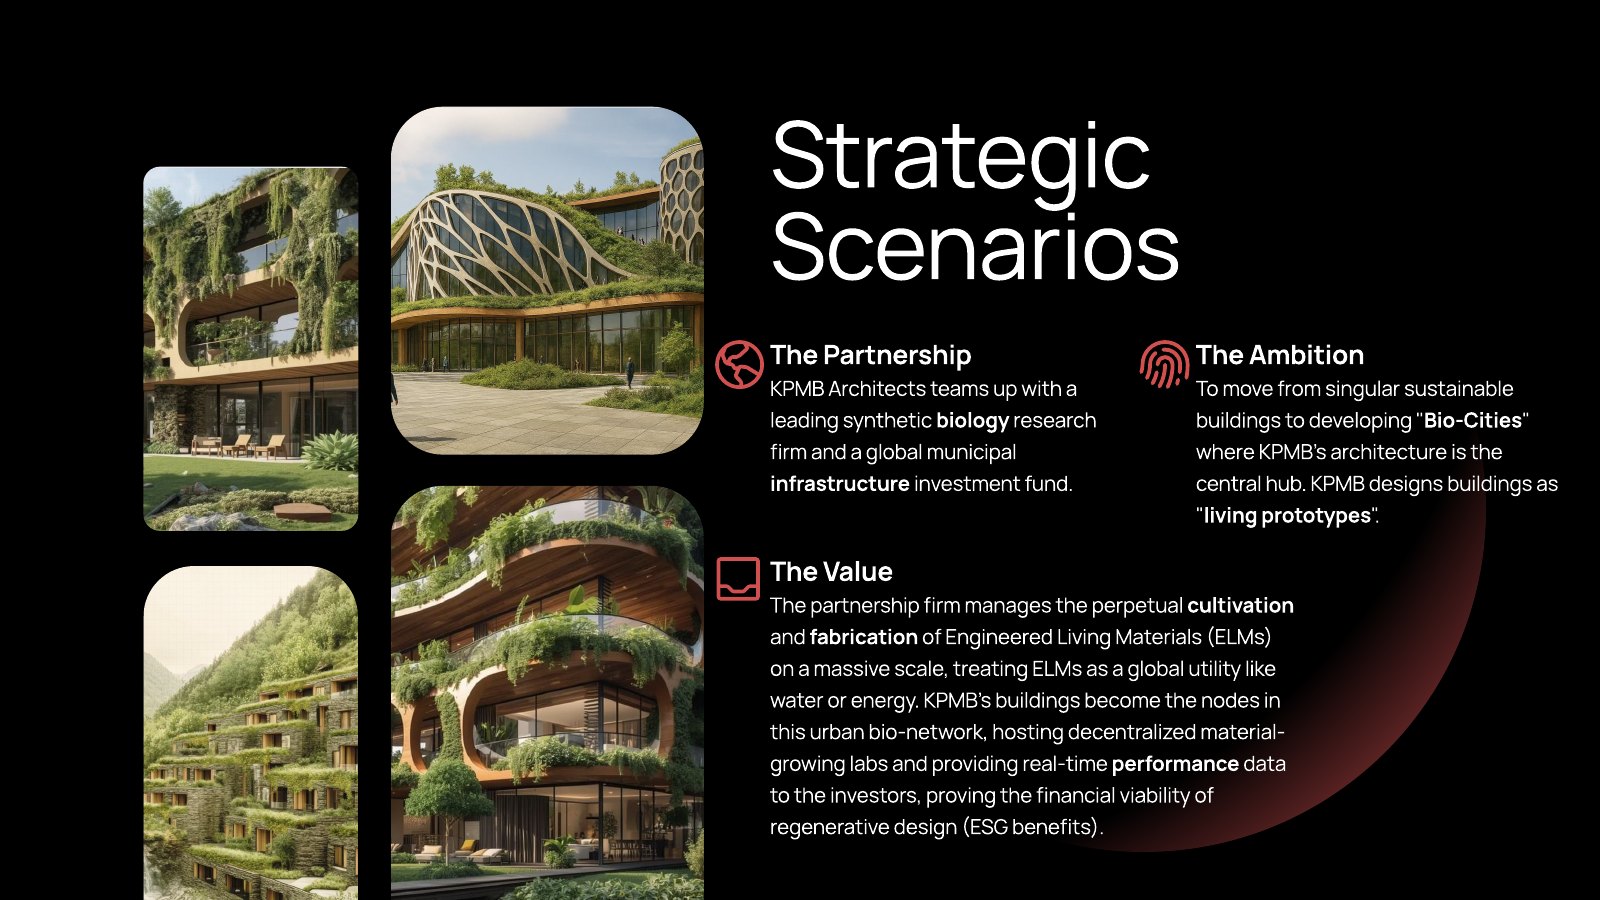 Strategic
Scenarios
The Partnership
KPMB Architects teams up with a
leading synthetic biology research
firm and a global municipal
infrastructure investment fund.
The Ambition
To move from singular sustainable
buildings to developing "Bio-Cities"
where KPMB's architecture is the
central hub. KPMB designs buildings as
"living prototypes".
The Value
The partnership firm manages the perpetual cultivation
and fabrication of Engineered Living Materials (ELMs)
on a massive scale, treating ELMs as a global utility like
water or energy. KPMB's buildings become the nodes in
this urban bio-network, hosting decentralized material-
growing labs and providing real-time performance data
to the investors, proving the financial viability of
regenerative design (ESG benefits).